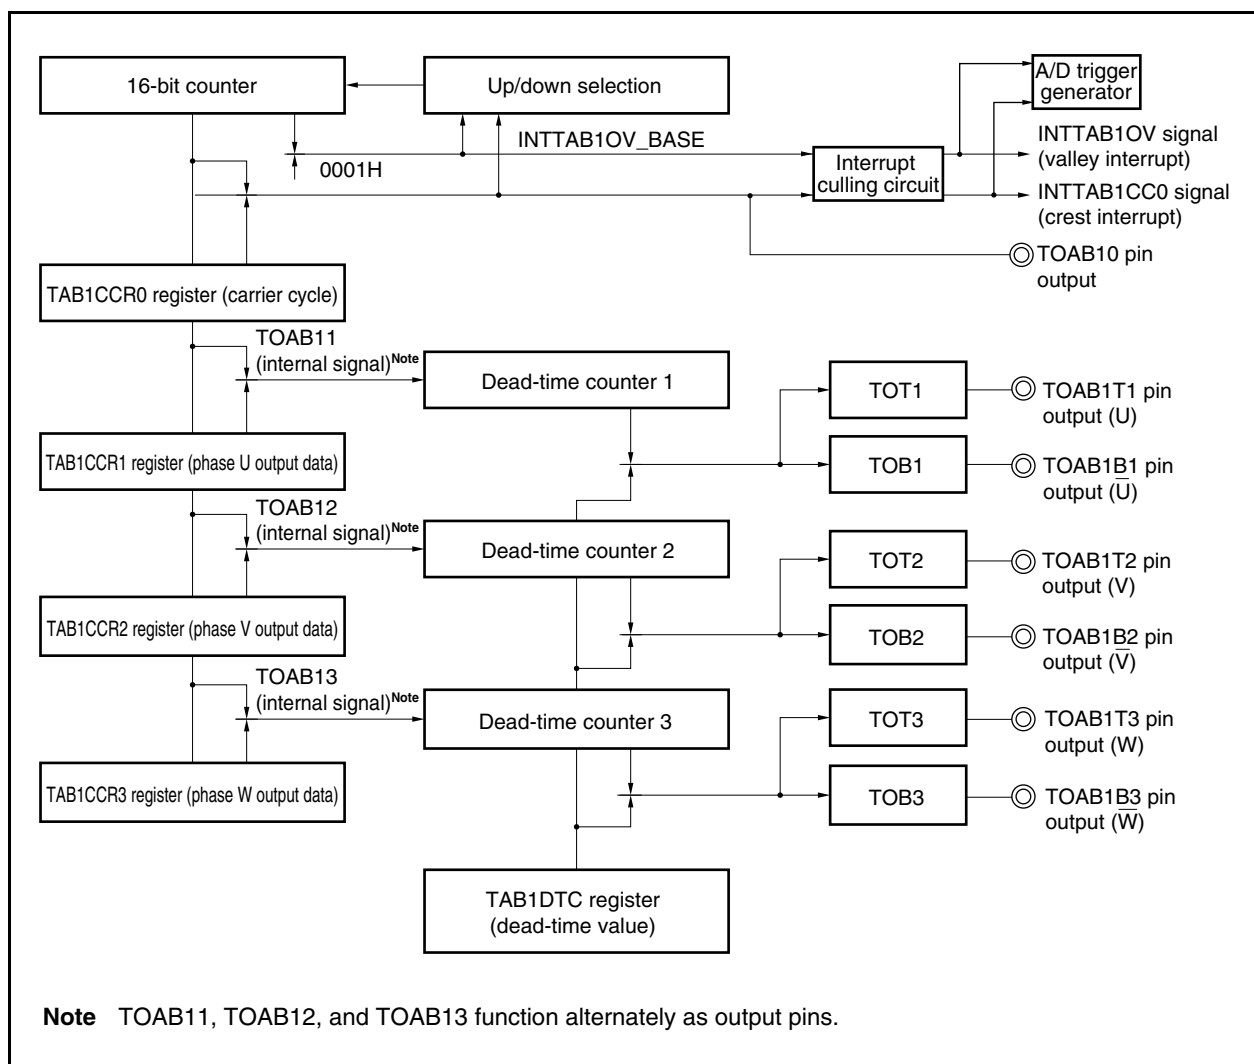 16-bit counter
Up/down selection
A/D trigger
generator
INTTAB1OV_BASE
0001H
Interrupt
culling circuit
INTTAB1OV signal
(valley interrupt)
INTTAB1CC0 signal
(crest interrupt)
TOAB10 pin
output
TAB1CCR0 register (carrier cycle)
TOAB11
(internal signal)Note
Dead-time counter 1
TOT1
TOAB1T1 pin
output (U)
TAB1CCR1 register (phase U output data)
TOB1
TOAB1B1 pin
output (U̅)
TOAB12
(internal signal)Note
Dead-time counter 2
TOT2
TOAB1T2 pin
output (V)
TAB1CCR2 register (phase V output data)
TOB2
TOAB1B2 pin
output (V̅)
TOAB13
(internal signal)Note
Dead-time counter 3
TOT3
TOAB1T3 pin
output (W)
TAB1CCR3 register (phase W output data)
TOB3
TOAB1B3 pin
output (W̅)
TAB1DTC register
(dead-time value)
Note TOAB11, TOAB12, and TOAB13 function alternately as output pins.